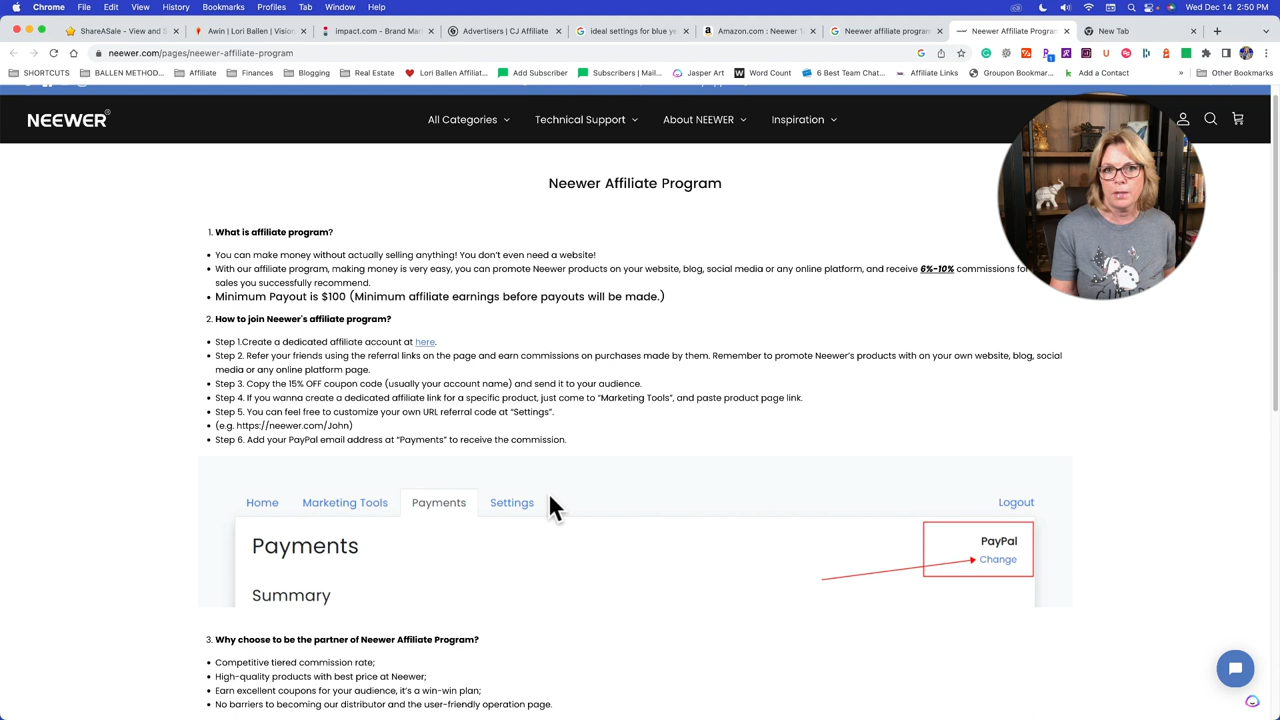 Chrome File Edit View History Bookmarks Profiles Tab Window Help Wed Dec 7 2:50 PM
ShareASale - View and S Awin | Lori Ballen | Vision impact.com - Brand Mar Advertisers | CJ Affiliate ideal settings for blue ye Amazon.com : Neewer 1 Neewer affiliate program Neewer Affiliate Program New Tab
neewer.com/pages/neewer-affiliate-program
SHORTCUTS BALLEN METHOD... Affiliate Finances Blogging Real Estate Lori Ballen Affiliat... Add Subscriber Subscribers | Mail... Jasper Art Word Count 6 Best Team Chat... Affiliate Links Groupon Bookmar... Add a Contact » Other Bookmarks
NEEWER® All Categories Technical Support About NEEWER Inspiration
Neewer Affiliate Program
1. What is affiliate program?
• You can make money without actually selling anything! You don't even need a website!
• With our affiliate program, making money is very easy, you can promote Neewer products on your website, blog, social media or any online platform, and receive 6%-10% commissions for
sales you successfully recommend.
• Minimum Payout is $100 (Minimum affiliate earnings before payouts will be made.)
2. How to join Neewer's affiliate program?
• Step 1.Create a dedicated affiliate account at here.
• Step 2. Refer your friends using the referral links on the page and earn commissions on purchases made by them. Remember to promote Neewer's products with on your own website, blog, social
media or any online platform page.
• Step 3. Copy the 15% OFF coupon code (usually your account name) and send it to your audience.
• Step 4. If you wanna create a dedicated affiliate link for a specific product, just come to “Marketing Tools”, and paste product page link.
• Step 5. You can feel free to customize your own URL referral code at “Settings”.
• (e.g. https://neewer.com/John)
• Step 6. Add your PayPal email address at “Payments” to receive the commission.
Home Marketing Tools Payments Settings Logout
Payments
PayPal
Change
Summary
3. Why choose to be the partner of Neewer Affiliate Program?
• Competitive tiered commission rate;
• High-quality products with best price at Neewer;
• Earn excellent coupons for your audience, it's a win-win plan;
• No barriers to becoming our distributor and the user-friendly operation page.